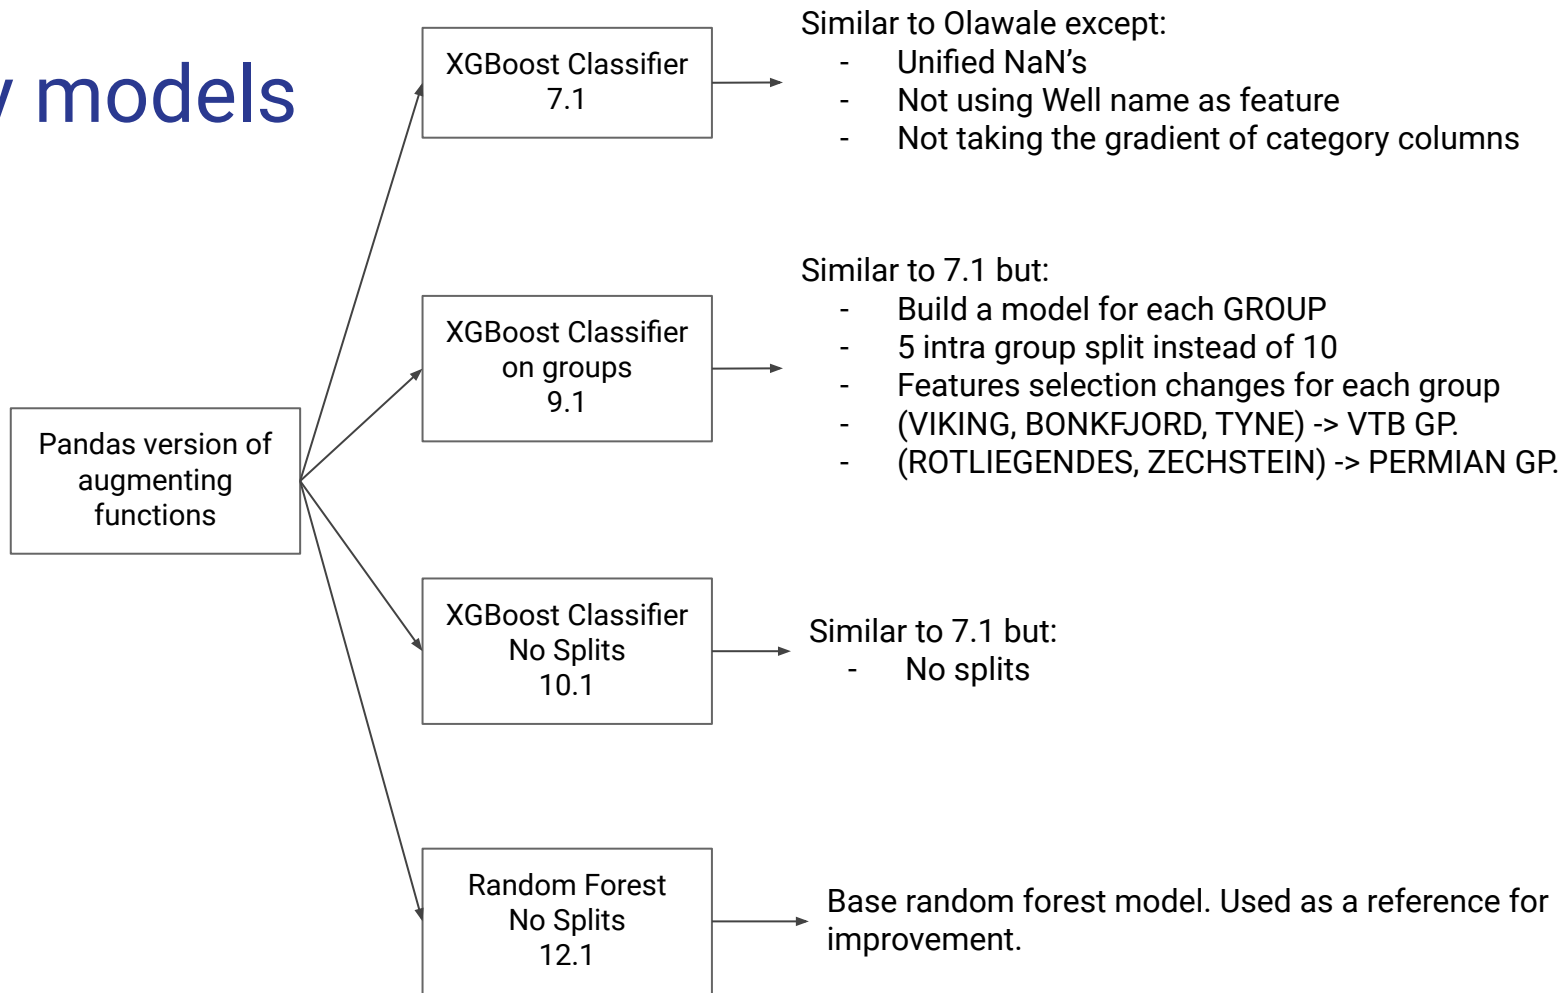 y models
Pandas version of
augmenting
functions
XGBoost Classifier
7.1
Similar to Olawale except:
- Unified NaN's
- Not using Well name as feature
- Not taking the gradient of category columns
XGBoost Classifier
on groups
9.1
Similar to 7.1 but:
- Build a model for each GROUP
- 5 intra group split instead of 10
- Features selection changes for each group
- (VIKING, BONKFJORD, TYNE) -> VTB GP.
- (ROTLIEGENDES, ZECHSTEIN) -> PERMIAN GP.
XGBoost Classifier
No Splits
10.1
Similar to 7.1 but:
- No splits
Random Forest
No Splits
12.1
Base random forest model. Used as a reference for
improvement.